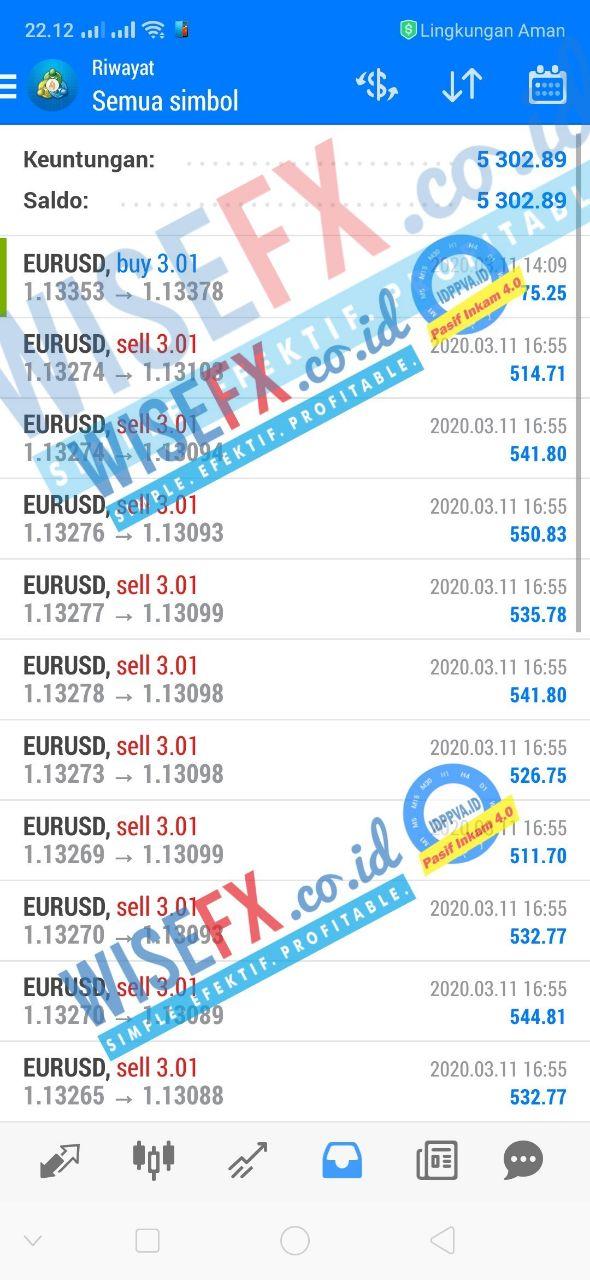 22.12
Lingkungan Aman
Riwayat
Semua simbol
Keuntungan: 5 302.89
Saldo: 5 302.89
EURUSD, buy 3.01 2020.03.11 14:09
1.13353 → 1.13378 75.25
EURUSD, sell 3.01 2020.03.11 16:55
1.13274 → 1.13103 514.71
EURUSD, sell 3.01 2020.03.11 16:55
1.13274 → 1.13094 541.80
EURUSD, sell 3.01 2020.03.11 16:55
1.13276 → 1.13093 550.83
EURUSD, sell 3.01 2020.03.11 16:55
1.13277 → 1.13099 535.78
EURUSD, sell 3.01 2020.03.11 16:55
1.13278 → 1.13098 541.80
EURUSD, sell 3.01 2020.03.11 16:55
1.13273 → 1.13098 526.75
EURUSD, sell 3.01 2020.03.11 16:55
1.13269 → 1.13099 511.70
EURUSD, sell 3.01 2020.03.11 16:55
1.13270 → 1.13093 532.77
EURUSD, sell 3.01 2020.03.11 16:55
1.13270 → 1.13089 544.81
EURUSD, sell 3.01 2020.03.11 16:55
1.13265 → 1.13088 532.77
WISEFX.co.id
WISEFX.co.id
SIMPLE. EFEKTIF. PROFITABLE.
IDPPVA.ID
Pasif Inkam 4.0
WISEFX.co.id
SIMPLE. EFEKTIF. PROFITABLE.
IDPPVA.ID
Pasif Inkam 4.0